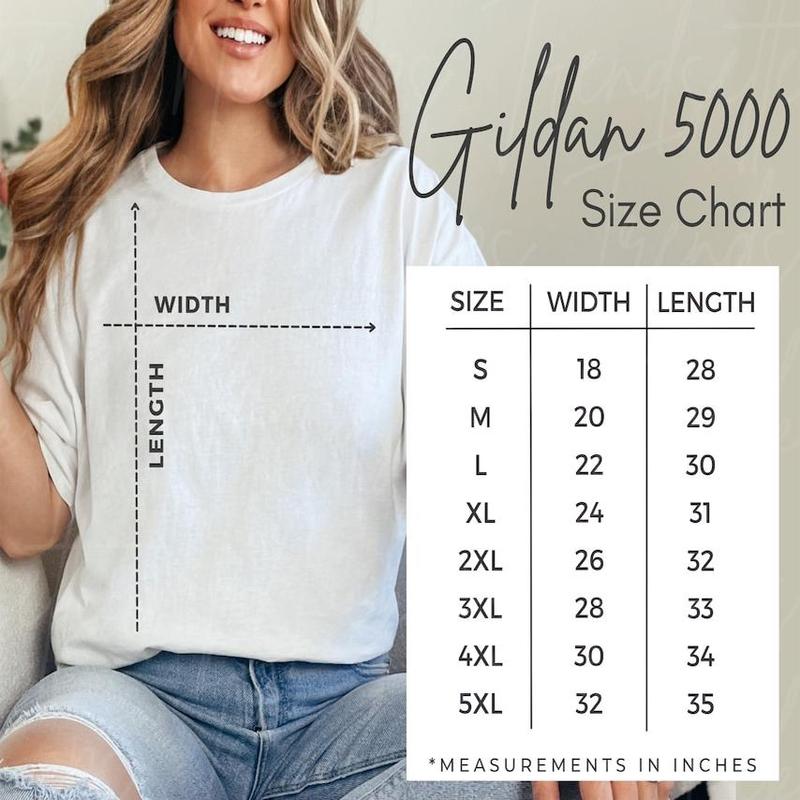 Gildan 5000
Size Chart
WIDTH
LENGTH
SIZE WIDTH LENGTH
S 18 28
M 20 29
L 22 30
XL 24 31
2XL 26 32
3XL 28 33
4XL 30 34
5XL 32 35
*MEASUREMENTS IN INCHES